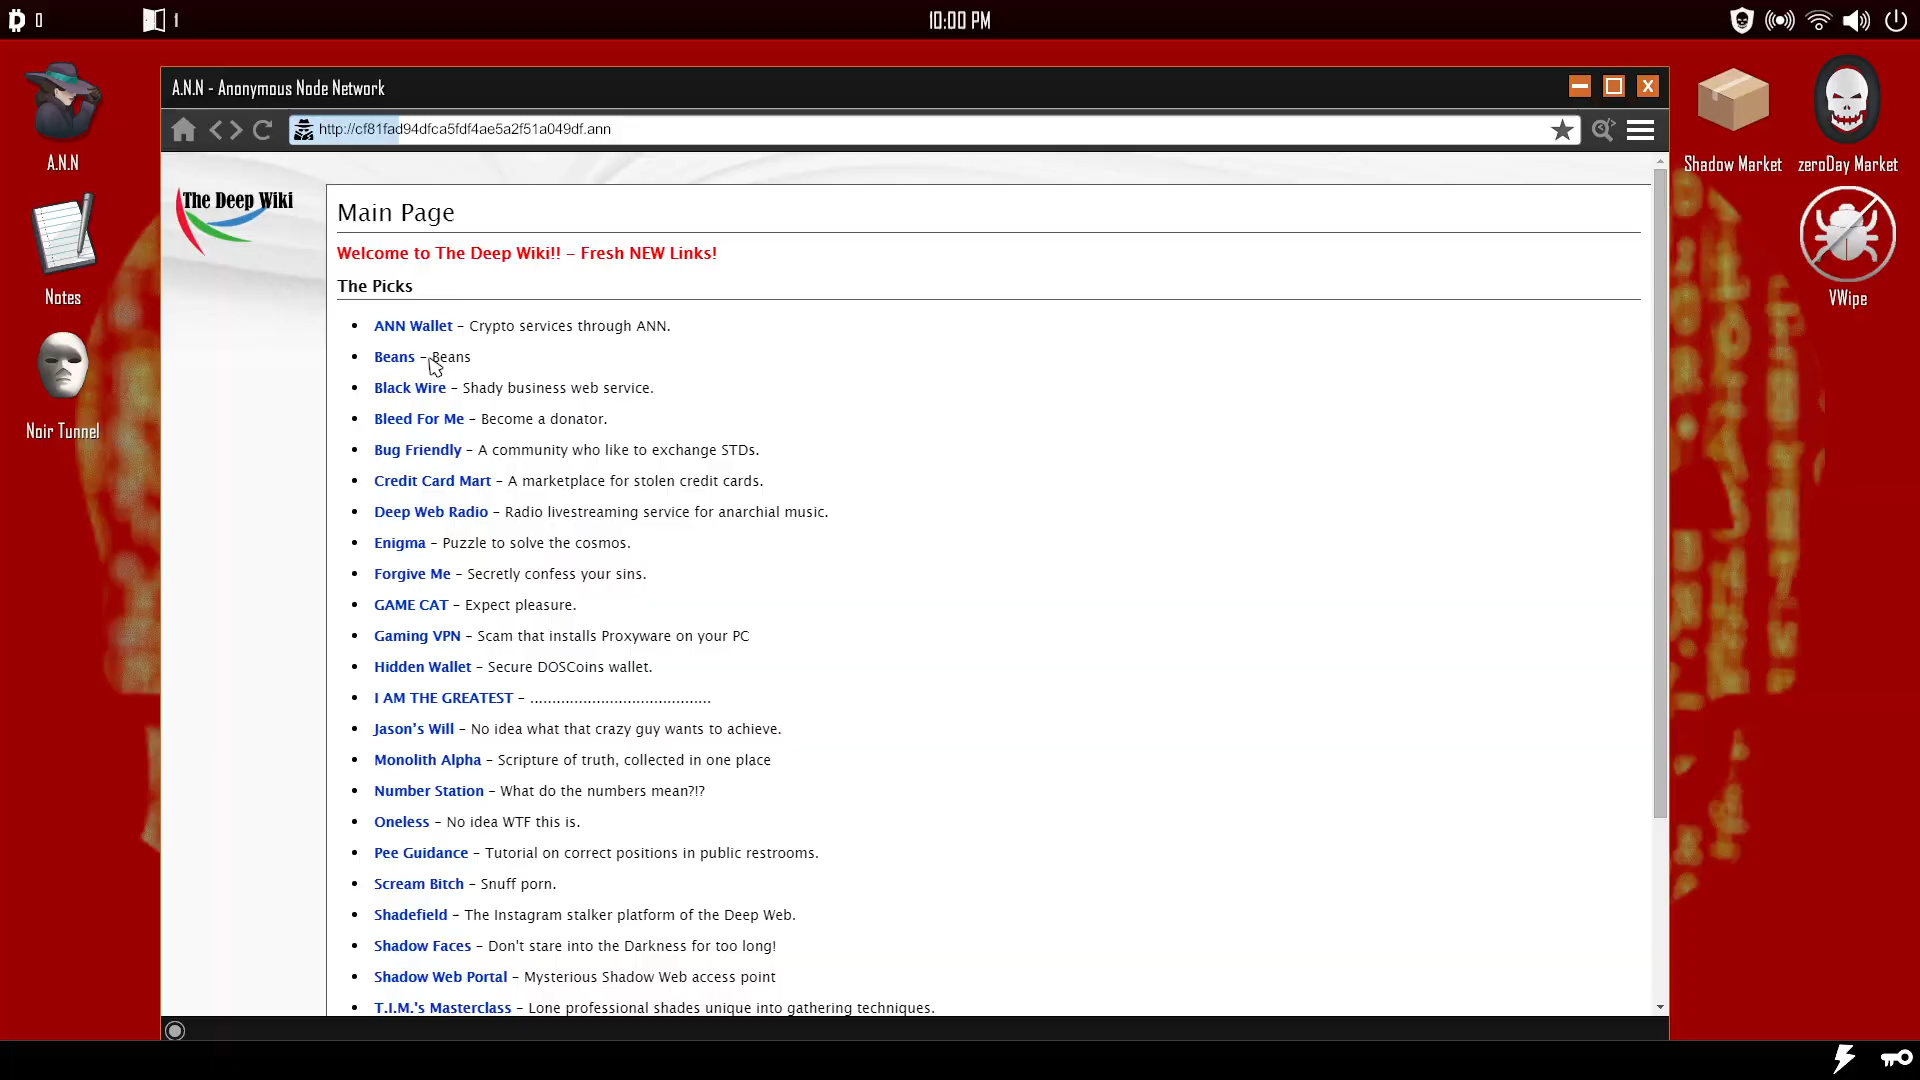 0
1
10:00 PM
A.N.N
Notes
Noir Tunnel
A.N.N - Anonymous Node Network
http://cf81fad94dfca5fdf4ae5a2f51a049df.ann
The Deep Wiki
Main Page
Welcome to The Deep Wiki!! – Fresh NEW Links!
The Picks
ANN Wallet – Crypto services through ANN.
Beans – Beans
Black Wire – Shady business web service.
Bleed For Me – Become a donator.
Bug Friendly – A community who like to exchange STDs.
Credit Card Mart – A marketplace for stolen credit cards.
Deep Web Radio – Radio livestreaming service for anarchial music.
Enigma – Puzzle to solve the cosmos.
Forgive Me – Secretly confess your sins.
GAME CAT – Expect pleasure.
Gaming VPN – Scam that installs Proxyware on your PC
Hidden Wallet – Secure DOSCoins wallet.
I AM THE GREATEST – .........................................
Jason's Will – No idea what that crazy guy wants to achieve.
Monolith Alpha – Scripture of truth, collected in one place
Number Station – What do the numbers mean?!?
Oneless – No idea WTF this is.
Pee Guidance – Tutorial on correct positions in public restrooms.
Scream Bitch – Snuff porn.
Shadefield – The Instagram stalker platform of the Deep Web.
Shadow Faces – Don't stare into the Darkness for too long!
Shadow Web Portal – Mysterious Shadow Web access point
T.I.M.'s Masterclass – Lone professional shades unique into gathering techniques.
Shadow Market
zeroDay Market
VWipe